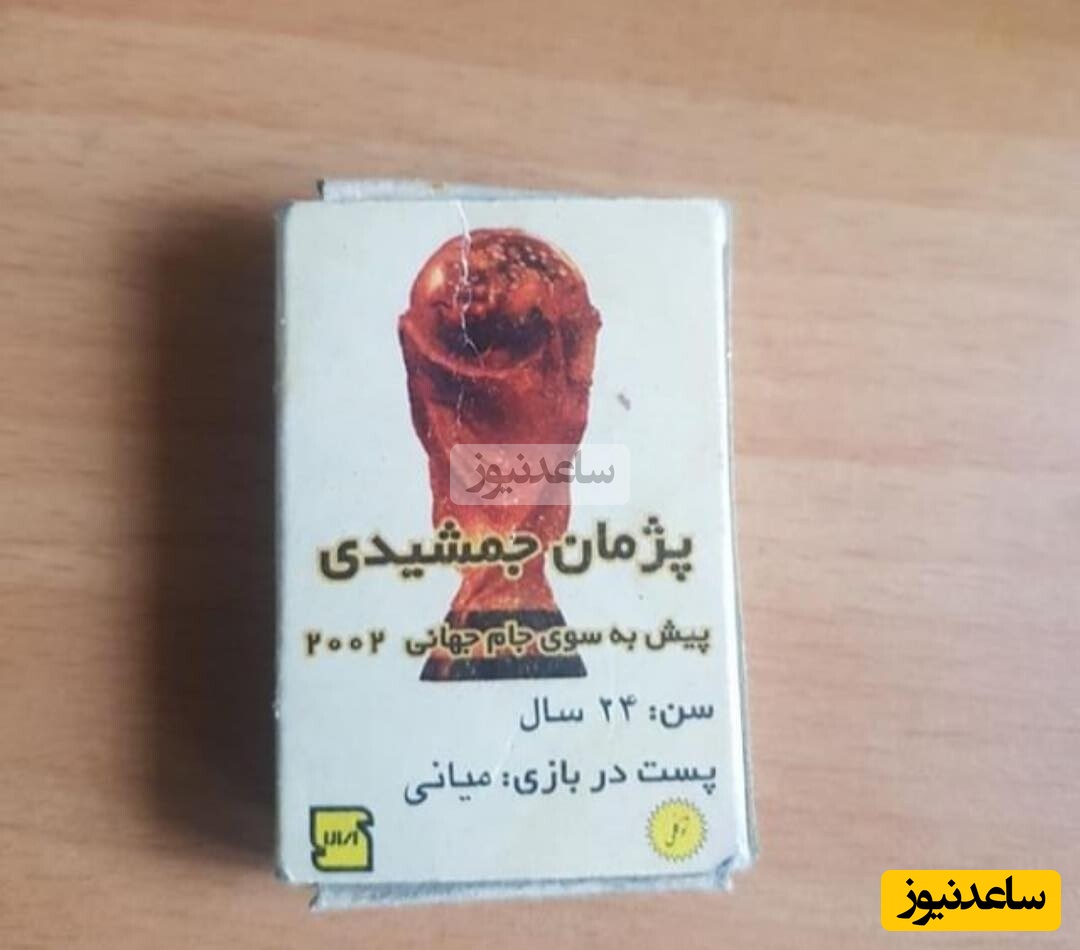 ساعدنیوز
پژمان جمشیدی
پیش به سوی جام جهانی ۲۰۰۲
سن: ۲۴ سال
پست در بازی: میانی
ساعدنیوز